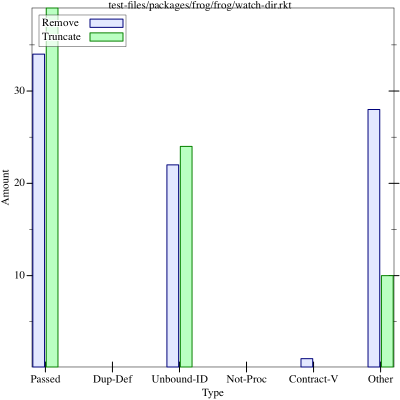 test-files/packages/frog/frog/watch-dir.rkt
Remove
Truncate
30
20
10
Amount
Passed Dup-Def Unbound-ID Not-Proc Contract-V Other
Type